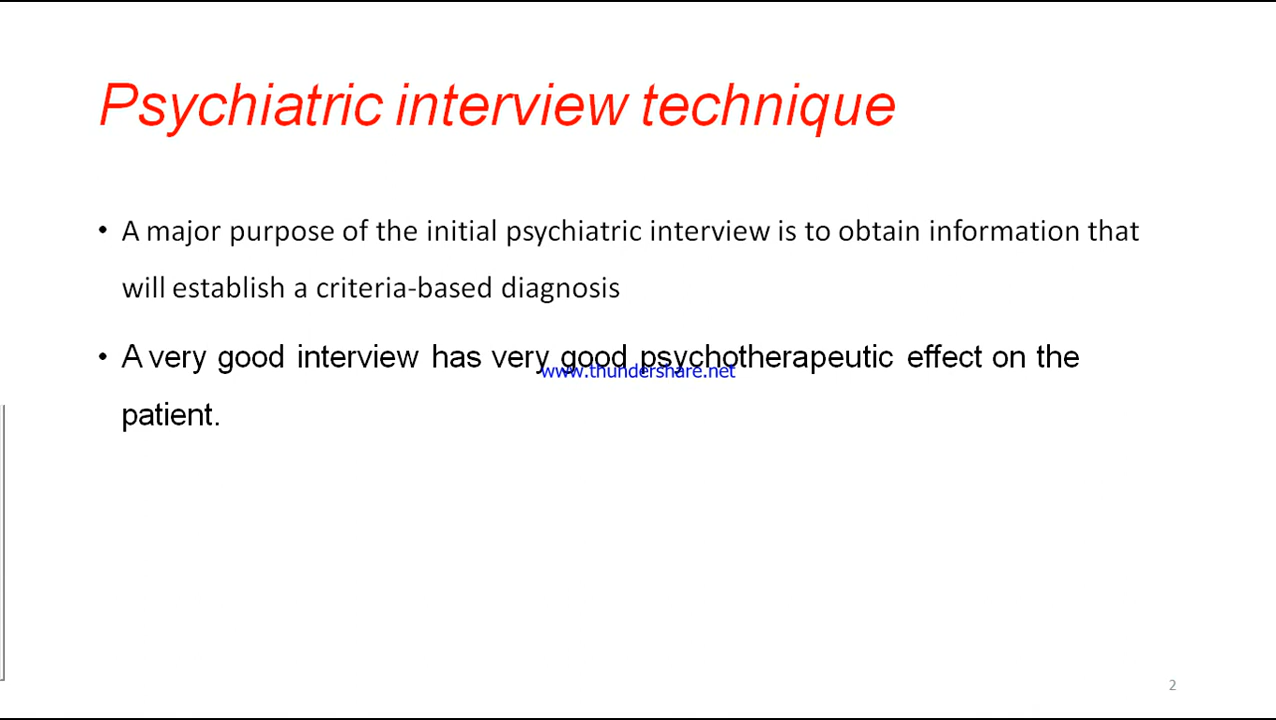 Psychiatric interview technique
• A major purpose of the initial psychiatric interview is to obtain information that
will establish a criteria-based diagnosis
• A very good interview has very good psychotherapeutic effect on the
www.thundershare.net
patient.
2